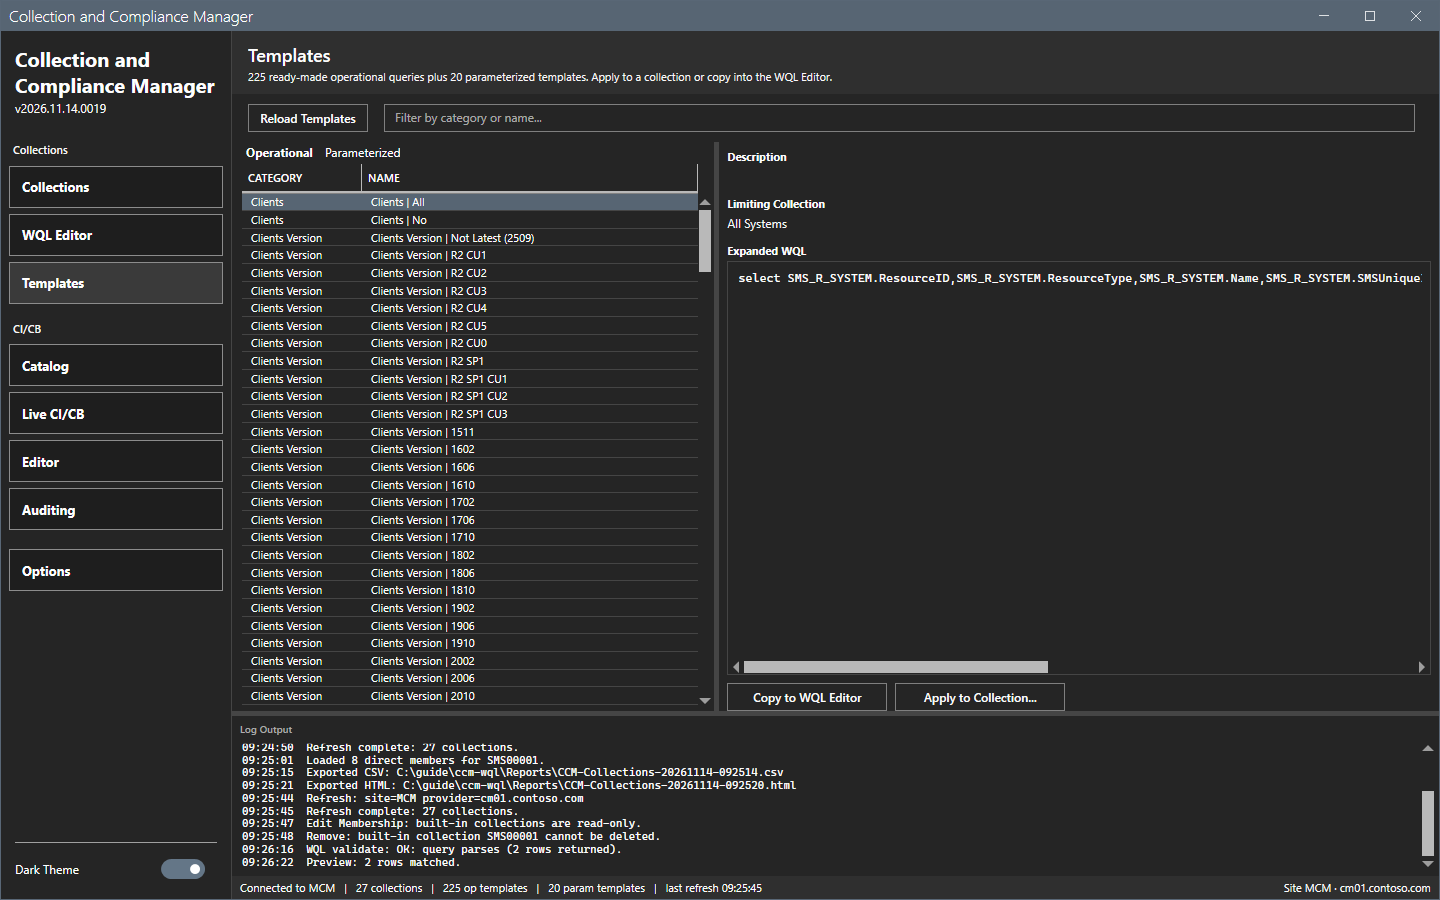 Collection and Compliance Manager
Collection and
Compliance Manager
v2026.11.14.0019
Collections
Collections
WQL Editor
Templates
CI/CB
Catalog
Live CI/CB
Editor
Auditing
Options
Dark Theme
Templates
225 ready-made operational queries plus 20 parameterized templates. Apply to a collection or copy into the WQL Editor.
Reload Templates
Filter by category or name...
Operational Parameterized
CATEGORY NAME
Clients Clients | All
Clients Clients | No
Clients Version Clients Version | Not Latest (2509)
Clients Version Clients Version | R2 CU1
Clients Version Clients Version | R2 CU2
Clients Version Clients Version | R2 CU3
Clients Version Clients Version | R2 CU4
Clients Version Clients Version | R2 CU5
Clients Version Clients Version | R2 CU0
Clients Version Clients Version | R2 SP1
Clients Version Clients Version | R2 SP1 CU1
Clients Version Clients Version | R2 SP1 CU2
Clients Version Clients Version | R2 SP1 CU3
Clients Version Clients Version | 1511
Clients Version Clients Version | 1602
Clients Version Clients Version | 1606
Clients Version Clients Version | 1610
Clients Version Clients Version | 1702
Clients Version Clients Version | 1706
Clients Version Clients Version | 1710
Clients Version Clients Version | 1802
Clients Version Clients Version | 1806
Clients Version Clients Version | 1810
Clients Version Clients Version | 1902
Clients Version Clients Version | 1906
Clients Version Clients Version | 1910
Clients Version Clients Version | 2002
Clients Version Clients Version | 2006
Clients Version Clients Version | 2010
Description
Limiting Collection
All Systems
Expanded WQL
select SMS_R_SYSTEM.ResourceID,SMS_R_SYSTEM.ResourceType,SMS_R_SYSTEM.Name,SMS_R_SYSTEM.SMSUnique
Copy to WQL Editor
Apply to Collection...
Log Output
09:24:50 Refresh complete: 27 collections.
09:25:01 Loaded 8 direct members for SMS00001.
09:25:15 Exported CSV: C:\guide\ccm-wql\Reports\CCM-Collections-20261114-092514.csv
09:25:21 Exported HTML: C:\guide\ccm-wql\Reports\CCM-Collections-20261114-092520.html
09:25:44 Refresh: site=MCM provider=cm01.contoso.com
09:25:45 Refresh complete: 27 collections.
09:25:47 Edit Membership: built-in collections are read-only.
09:25:48 Remove: built-in collection SMS00001 cannot be deleted.
09:26:16 WQL validate: OK: query parses (2 rows returned).
09:26:22 Preview: 2 rows matched.
Connected to MCM | 27 collections | 225 op templates | 20 param templates | last refresh 09:25:45
Site MCM · cm01.contoso.com